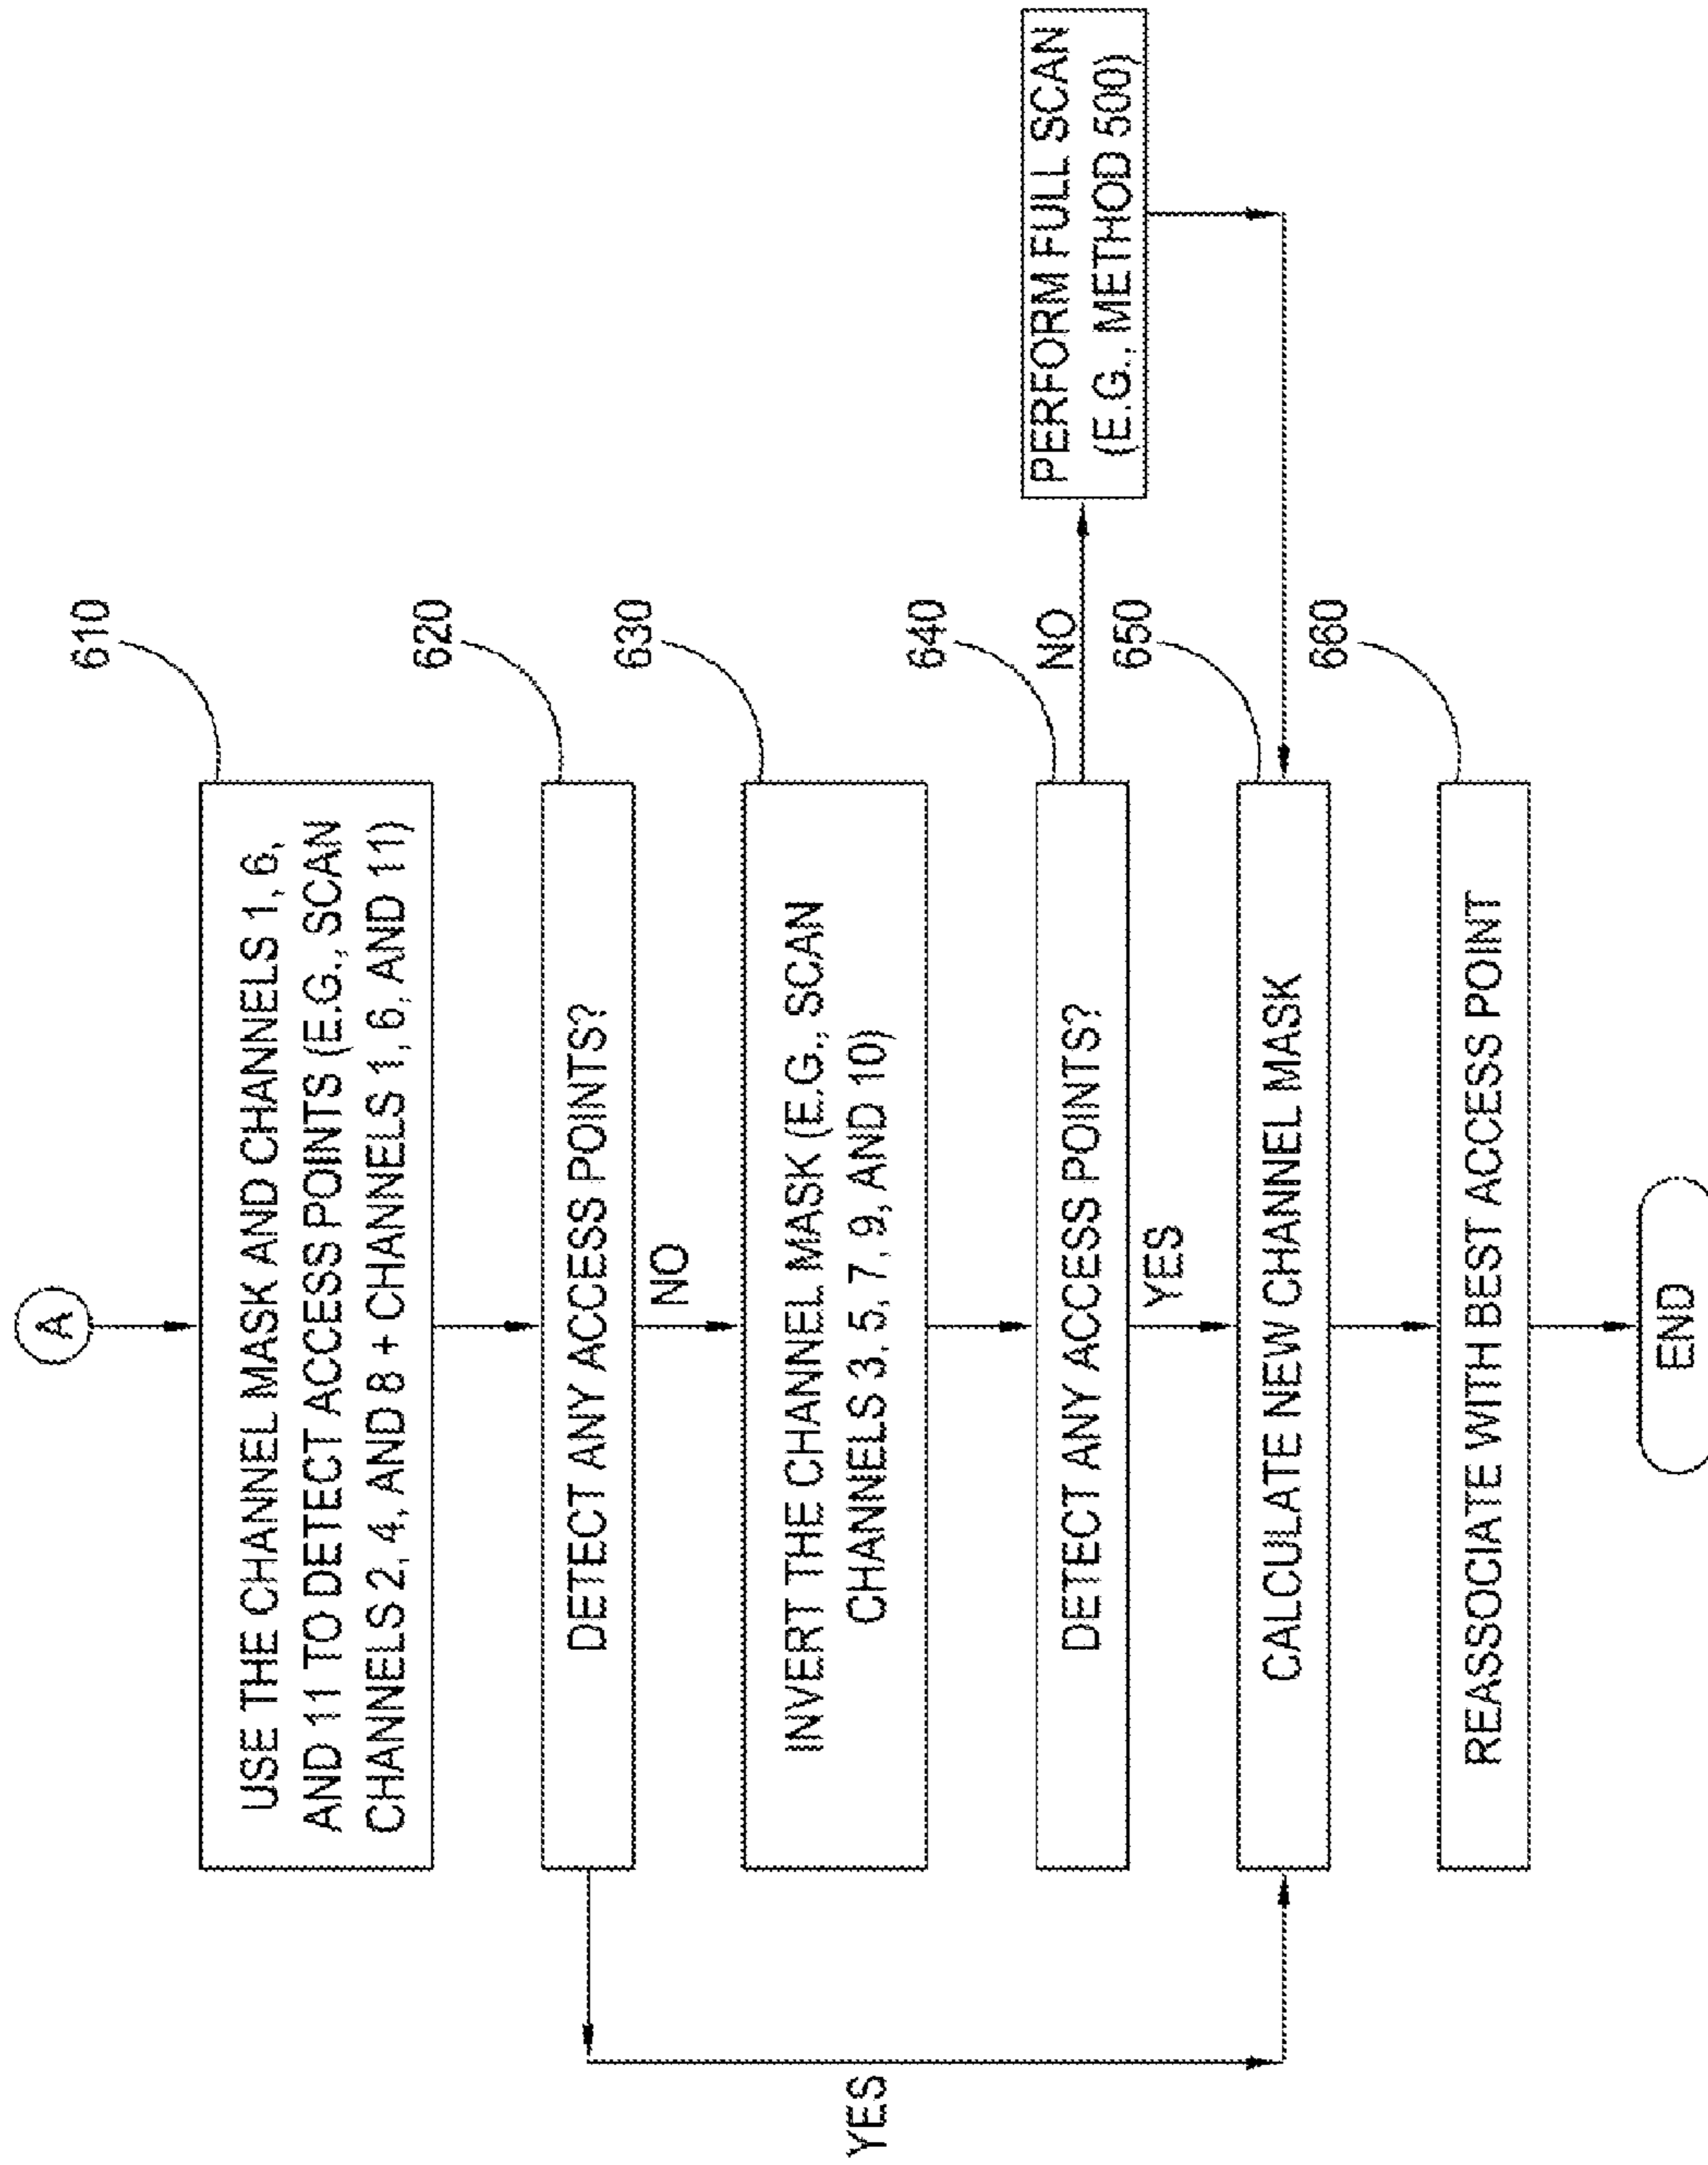 A
610
USE THE CHANNEL MASK AND CHANNELS 1, 6,
AND 11 TO DETECT ACCESS POINTS (E.G., SCAN
CHANNELS 2, 4, AND 8 + CHANNELS 1, 6, AND 11)
620
DETECT ANY ACCESS POINTS?
YES
NO
630
INVERT THE CHANNEL MASK (E.G., SCAN
CHANNELS 3, 5, 7, 9, AND 10)
640
DETECT ANY ACCESS POINTS?
NO
PERFORM FULL SCAN
(E.G., METHOD 500)
YES
650
CALCULATE NEW CHANNEL MASK
660
REASSOCIATE WITH BEST ACCESS POINT
END